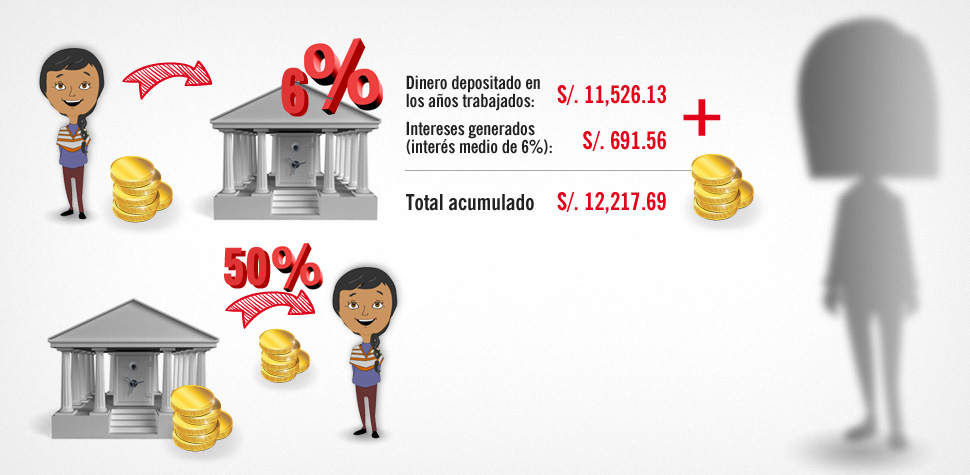 6%
Dinero depositado en
los años trabajados: S/. 11,526.13
+
Intereses generados
(interés medio de 6%): S/. 691.56
Total acumulado S/. 12,217.69
50%